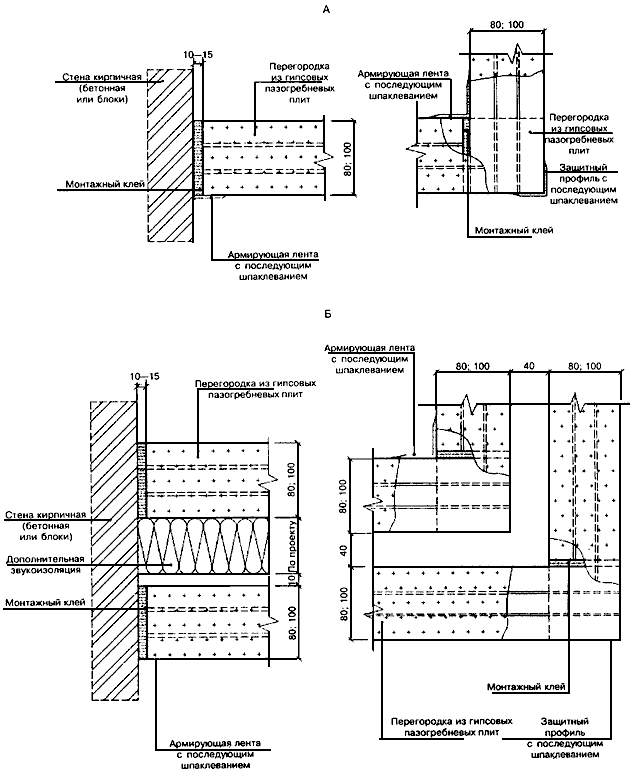 А
80; 100
10—15
Стена кирпичная
(бетонная
или блоки)
Перегородка
из гипсовых
пазогребневых
плит
Армирующая лента
с последующим
шпаклеванием
80; 100
Перегородка
из гипсовых
пазогребневых
плит
Монтажный клей
Защитный
профиль с
последующим
шпаклеванием
Монтажный клей
Армирующая лента
с последующим
шпаклеванием
Б
10—15
Перегородка из гипсовых
пазогребневых плит
Армирующая лента
с последующим
шпаклеванием
80; 100
40
80; 100
80; 100
80; 100
Стена кирпичная
(бетонная
или блоки)
По проекту
40
Дополнительная
звукоизоляция
10
Монтажный клей
80; 100
80; 100
Монтажный клей
Армирующая лента
с последующим
шпаклеванием
Перегородка из гипсовых
пазогребневых плит
Защитный
профиль
с последующим
шпаклеванием